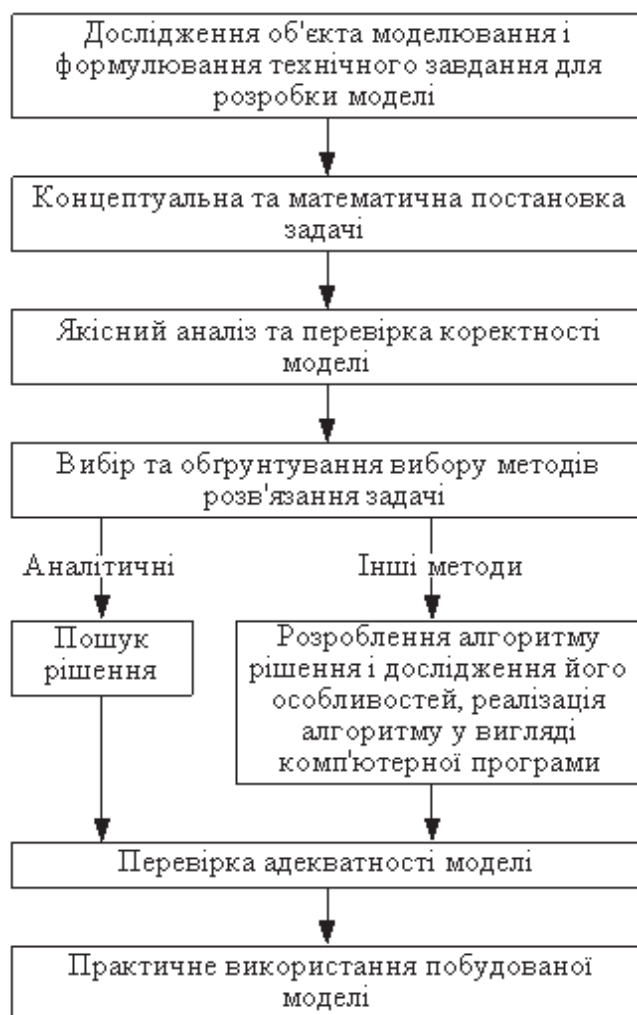 Дослідження об'єкта моделювання і
формулювання технічного завдання для
розробки моделі
Концептуальна та математична постановка
задачі
Якісний аналіз та перевірка коректності
моделі
Вибір та обґрунтування вибору методів
розв'язання задачі
Аналітичні
Інші методи
Пошук
рішення
Розроблення алгоритму
рішення і дослідження його
особливостей, реалізація
алгоритму у вигляді
комп'ютерної програми
Перевірка адекватності моделі
Практичне використання побудованої
моделі